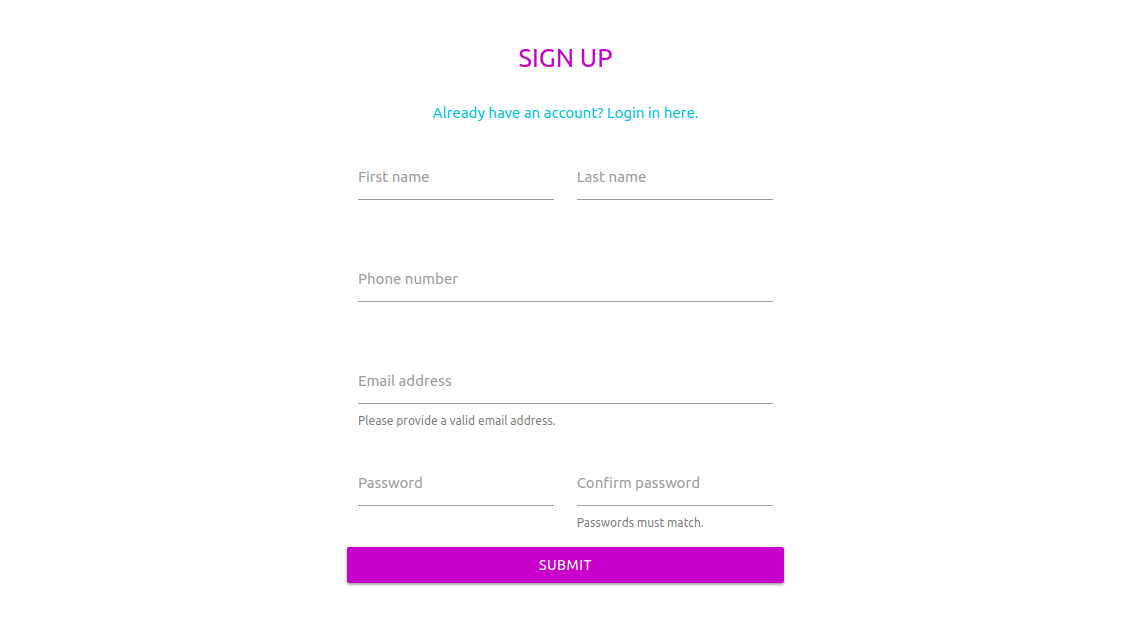 SIGN UP
Already have an account? Login in here.
First name
Last name
Phone number
Email address
Please provide a valid email address.
Password
Confirm password
Passwords must match.
SUBMIT